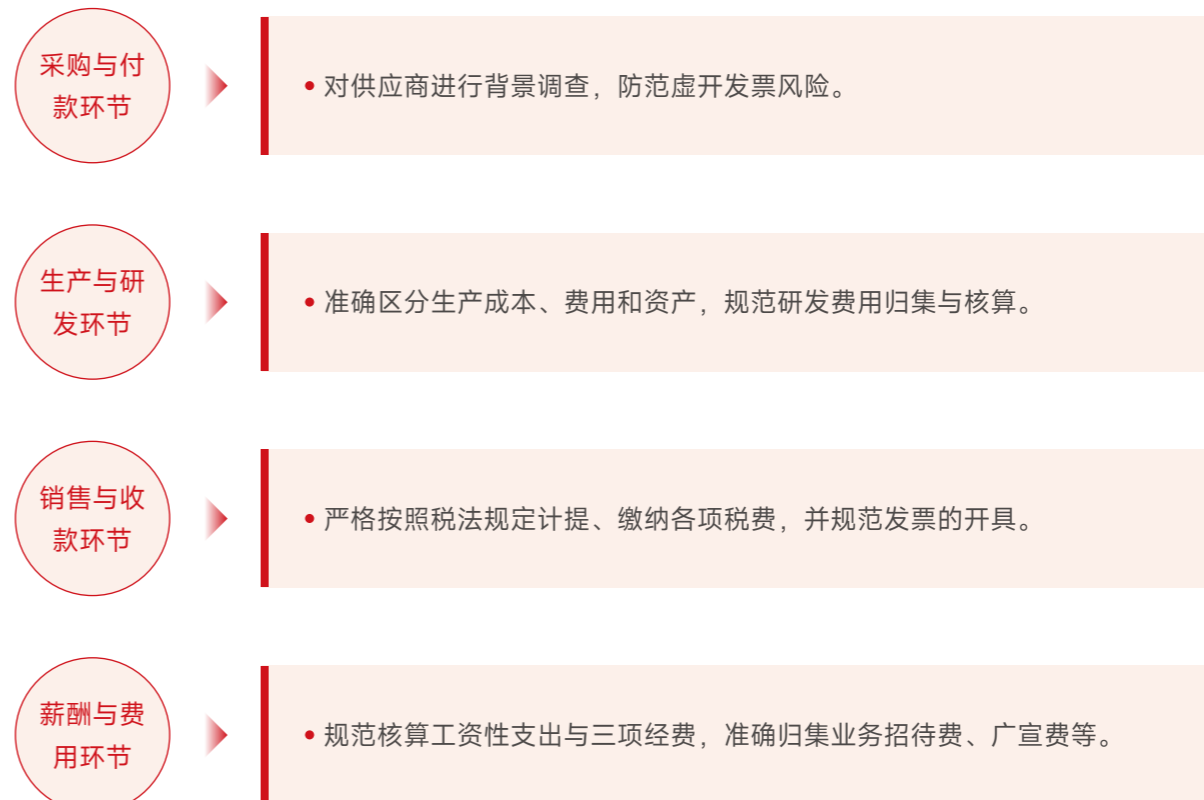 采购与付
款环节
• 对供应商进行背景调查，防范虚开发票风险。
生产与研
发环节
• 准确区分生产成本、费用和资产，规范研发费用归集与核算。
销售与收
款环节
• 严格按照税法规定计提、缴纳各项税费，并规范发票的开具。
薪酬与费
用环节
• 规范核算工资性支出与三项经费，准确归集业务招待费、广宣费等。